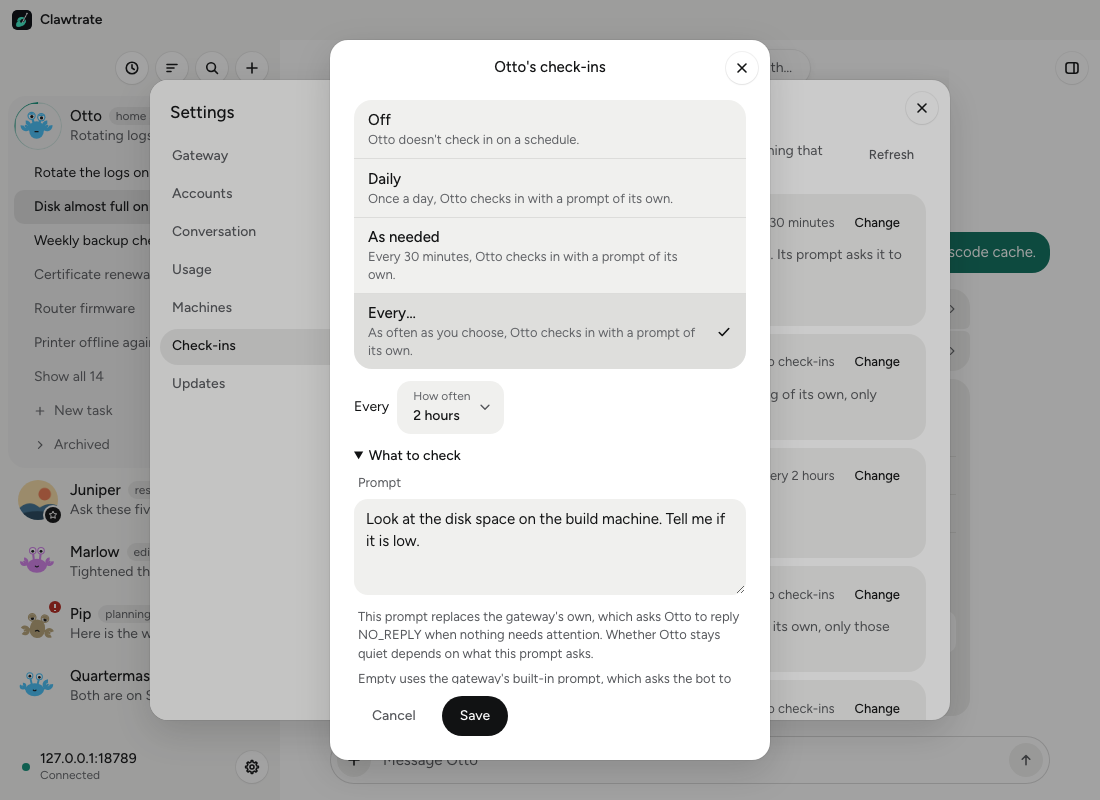 Clawtrate
th...
Otto home
Rotating logs
Rotate the logs on
Disk almost full on
Weekly backup che
Certificate renewa
Router firmware
Printer offline again
Show all 14
New task
Archived
Juniper res
Ask these five
Marlow edi
Tightened th
Pip planning
Here is the w
Quartermas
Both are on S
127.0.0.1:18789
Connected
Settings
Gateway
Accounts
Conversation
Usage
Machines
Check-ins
Updates
Otto's check-ins
Off
Otto doesn't check in on a schedule.
Daily
Once a day, Otto checks in with a prompt of its own.
As needed
Every 30 minutes, Otto checks in with a prompt of its
own.
Every...
As often as you choose, Otto checks in with a prompt of
its own.
Every
How often
2 hours
What to check
Prompt
Look at the disk space on the build machine. Tell me if
it is low.
This prompt replaces the gateway's own, which asks Otto to reply
NO_REPLY when nothing needs attention. Whether Otto stays
quiet depends on what this prompt asks.
Empty uses the gateway's built-in prompt, which asks the bot to
Cancel
Save
hing that
Refresh
30 minutes Change
. Its prompt asks it to
o check-ins Change
g of its own, only
ery 2 hours Change
o check-ins Change
its own, only those
o check-ins Change
scode cache.
Message Otto